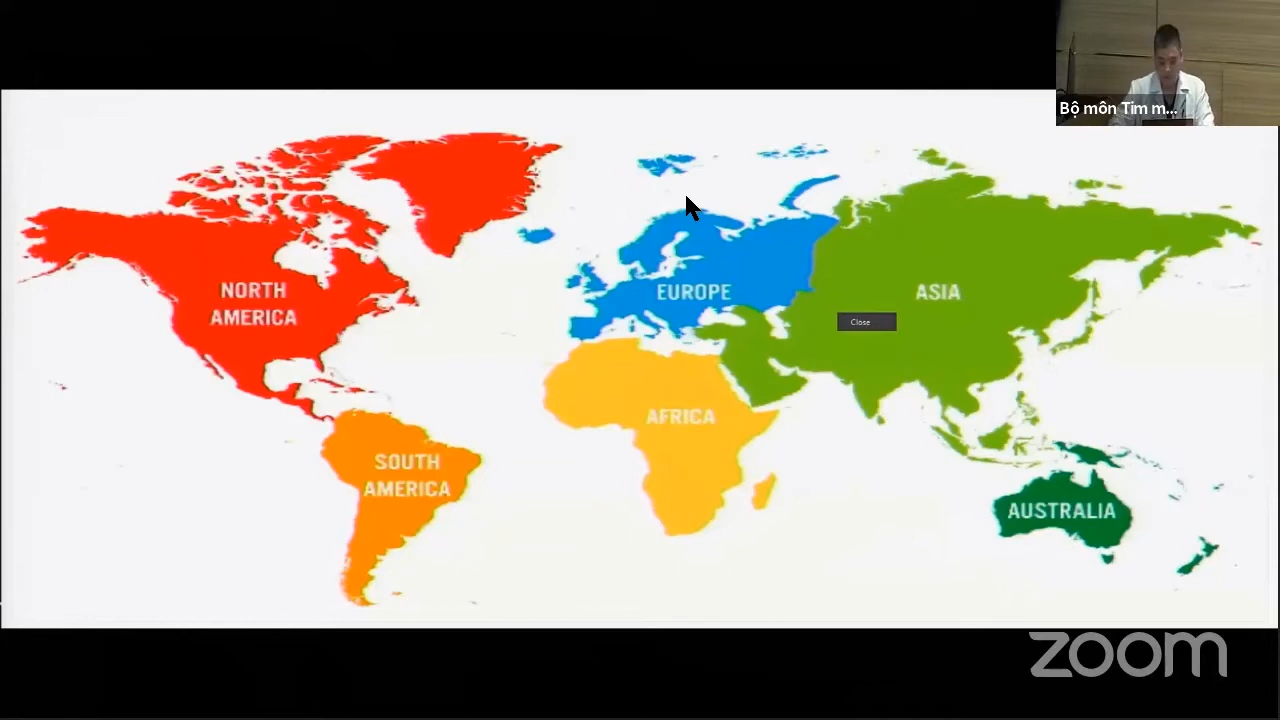 Bộ môn Tim m...
NORTH
AMERICA
EUROPE
ASIA
Close
AFRICA
SOUTH
AMERICA
AUSTRALIA
zoom